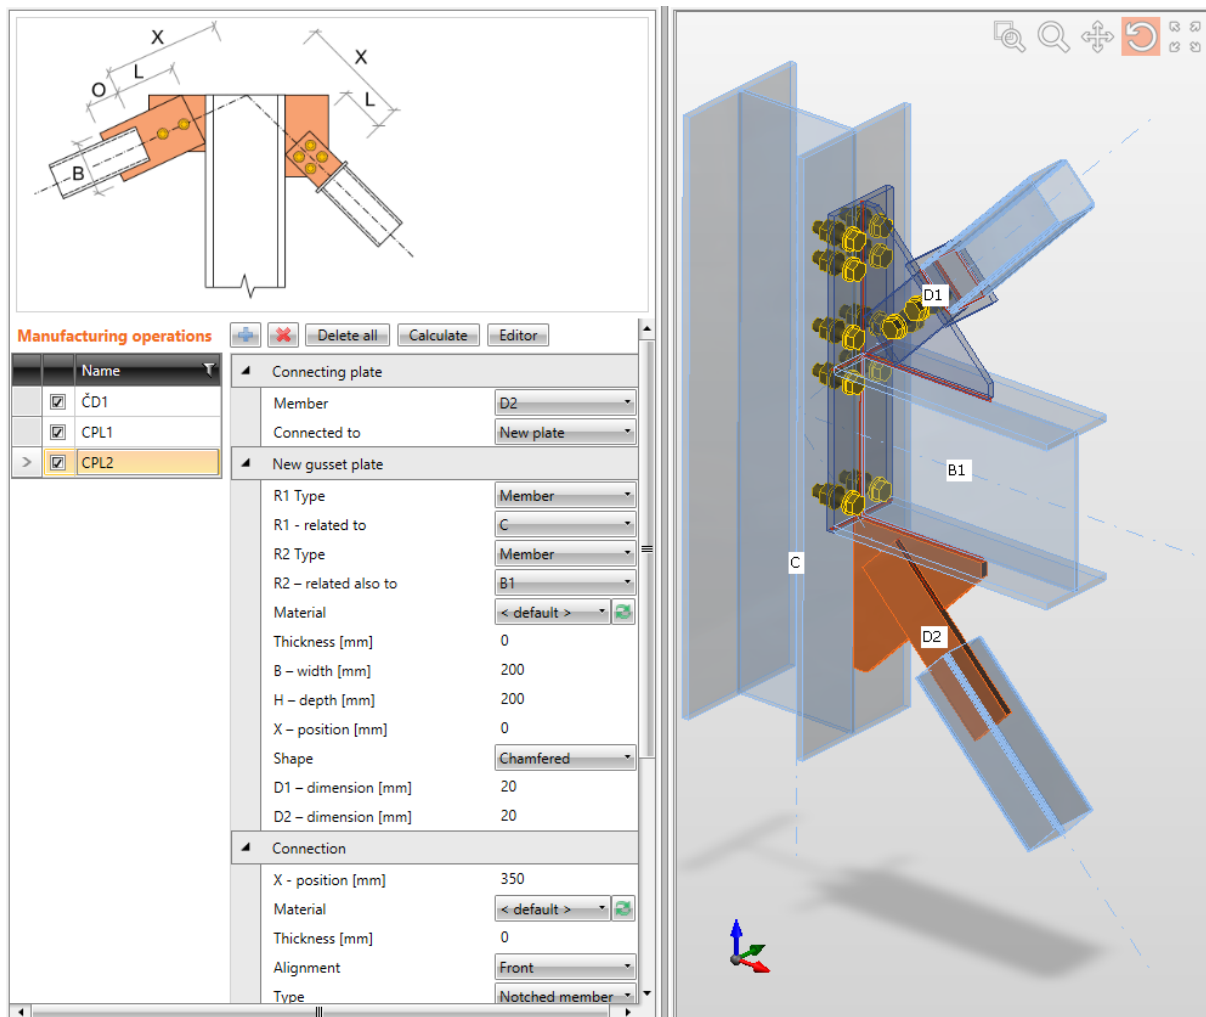 X
X
O
L
L
B
Manufacturing operations
Delete all
Calculate
Editor
Name
ČD1
CPL1
> CPL2
Connecting plate
Member D2
Connected to New plate
New gusset plate
R1 Type Member
R1 - related to C
R2 Type Member
R2 – related also to B1
Material < default >
Thickness [mm] 0
B – width [mm] 200
H – depth [mm] 200
X – position [mm] 0
Shape Chamfered
D1 – dimension [mm] 20
D2 – dimension [mm] 20
Connection
X - position [mm] 350
Material < default >
Thickness [mm] 0
Alignment Front
Type Notched member
D1
B1
C
D2